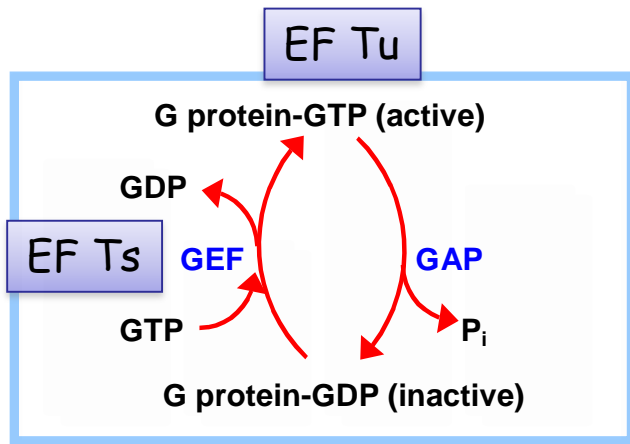 EF Tu
G protein-GTP (active)
GDP
EF Ts
GEF
GAP
GTP
Pi
G protein-GDP (inactive)